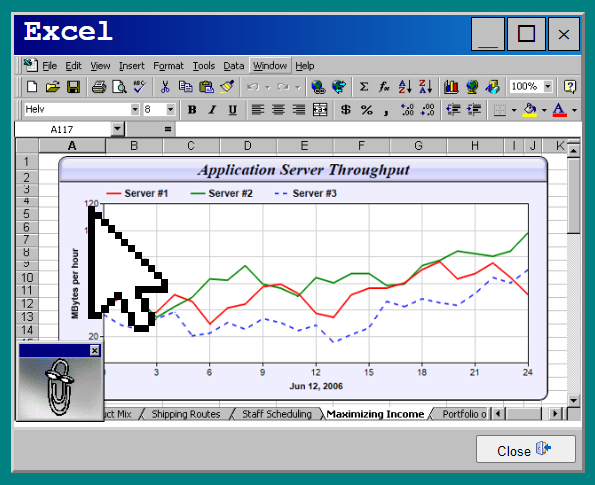 Excel
File Edit View Insert Format Tools Data Window Help
100%
Helv 8 B I U $ % ,
A117 =
A B C D E F G H I J K
Application Server Throughput
Server #1 Server #2 Server #3
1
2
3
4
5
6
7
8
9
10
11
12
13
14
120
20
MBytes per hour
3 6 9 12 15 18 21 24
Jun 12, 2006
uct Mix / Shipping Routes / Staff Scheduling \ Maximizing Income / Portfolio o
Close